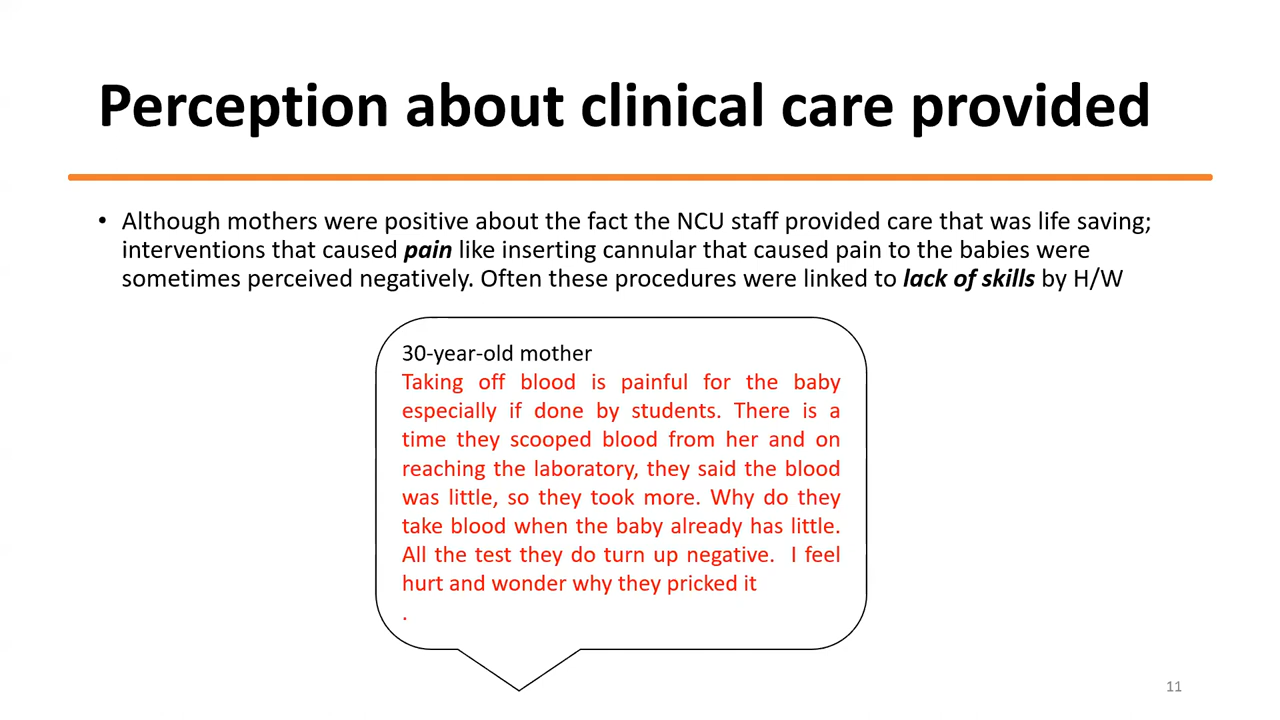 Perception about clinical care provided
• Although mothers were positive about the fact the NCU staff provided care that was life saving;
interventions that caused pain like inserting cannular that caused pain to the babies were
sometimes perceived negatively. Often these procedures were linked to lack of skills by H/W
30-year-old mother
Taking off blood is painful for the baby
especially if done by students. There is a
time they scooped blood from her and on
reaching the laboratory, they said the blood
was little, so they took more. Why do they
take blood when the baby already has little.
All the test they do turn up negative. I feel
hurt and wonder why they pricked it
.
11